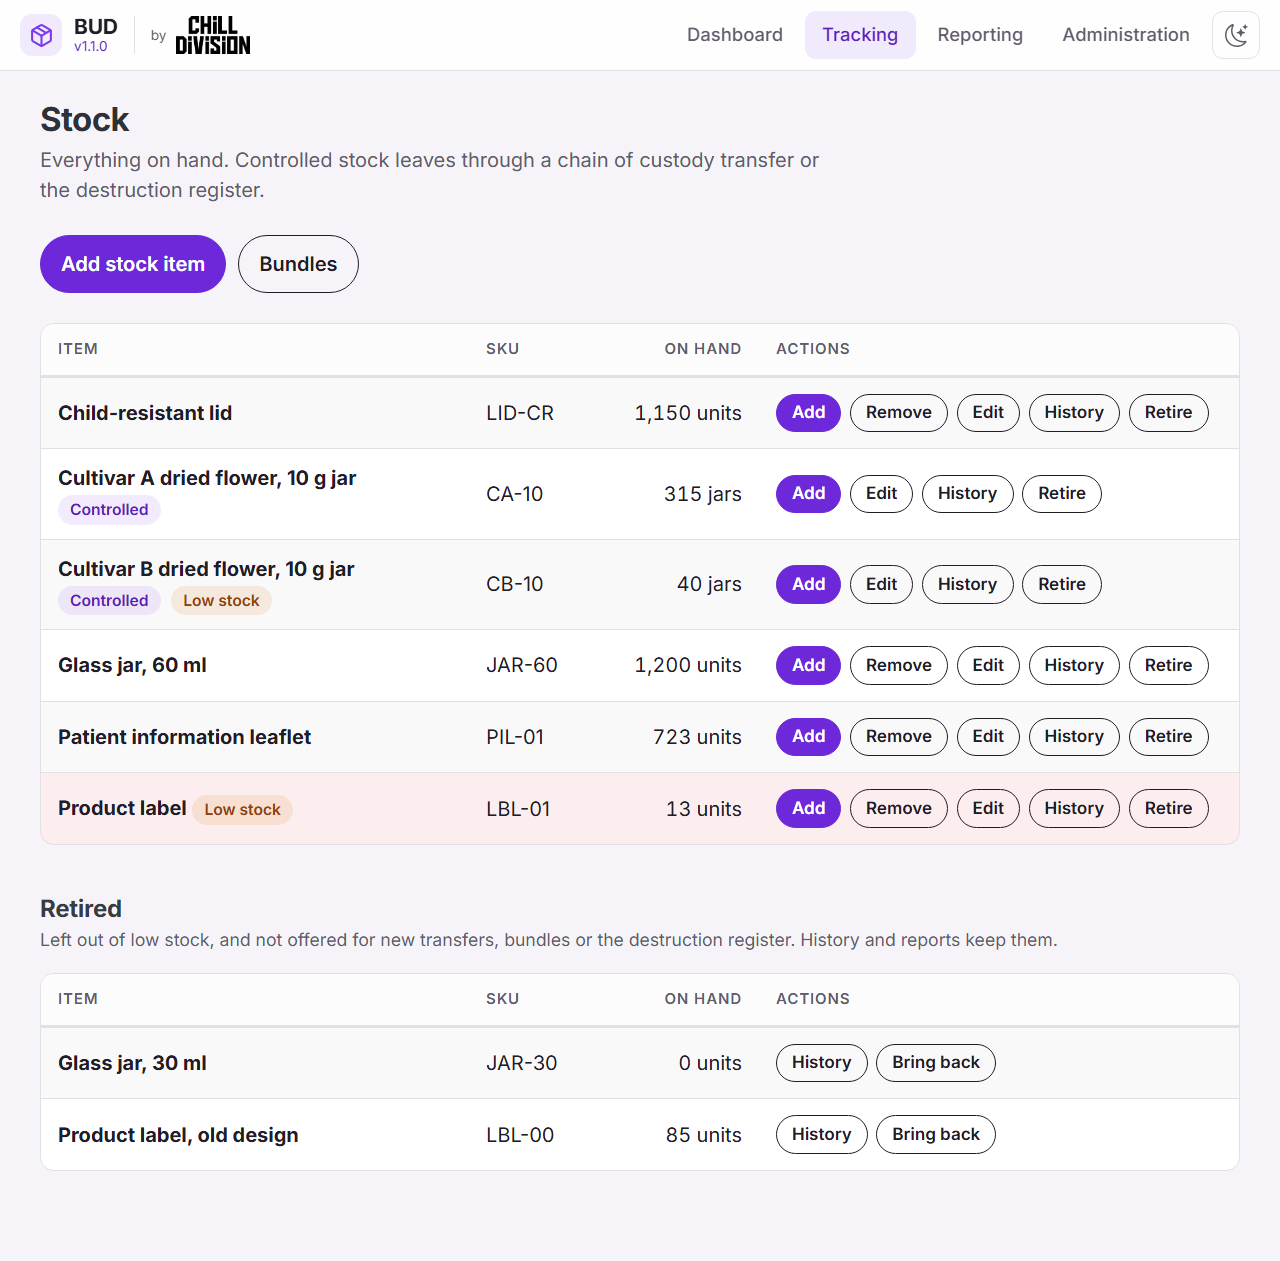 BUD
v1.1.0
by CHiLL DiViSiON
Dashboard Tracking Reporting Administration
Stock
Everything on hand. Controlled stock leaves through a chain of custody transfer or
the destruction register.
Add stock item Bundles
ITEM SKU ON HAND ACTIONS
Child-resistant lid LID-CR 1,150 units Add Remove Edit History Retire
Cultivar A dried flower, 10 g jar CA-10 315 jars Add Edit History Retire
Controlled
Cultivar B dried flower, 10 g jar CB-10 40 jars Add Edit History Retire
Controlled Low stock
Glass jar, 60 ml JAR-60 1,200 units Add Remove Edit History Retire
Patient information leaflet PIL-01 723 units Add Remove Edit History Retire
Product label Low stock LBL-01 13 units Add Remove Edit History Retire
Retired
Left out of low stock, and not offered for new transfers, bundles or the destruction register. History and reports keep them.
ITEM SKU ON HAND ACTIONS
Glass jar, 30 ml JAR-30 0 units History Bring back
Product label, old design LBL-00 85 units History Bring back